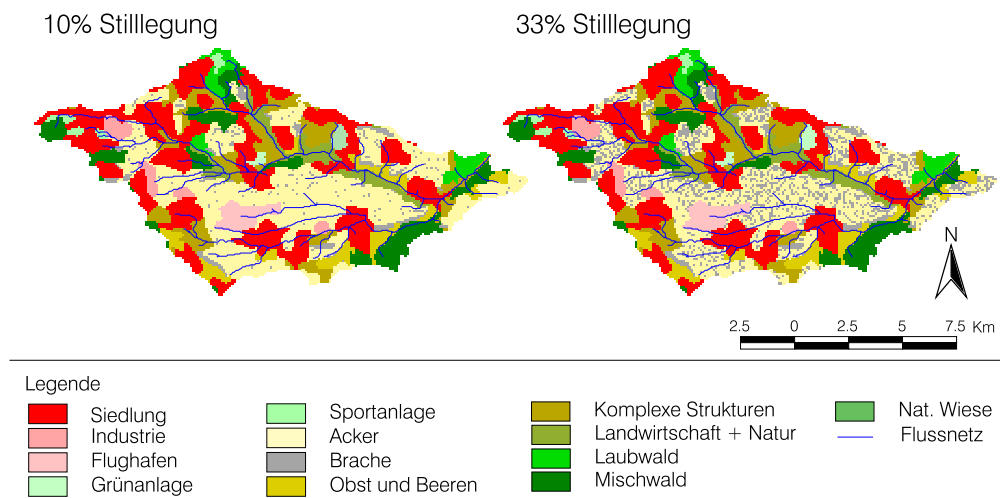 10% Stilllegung
33% Stilllegung
N
2.5 0 2.5 5 7.5 Km
Legende
Siedlung
Industrie
Flughafen
Grünanlage
Sportanlage
Acker
Brache
Obst und Beeren
Komplexe Strukturen
Landwirtschaft + Natur
Laubwald
Mischwald
Nat. Wiese
Flussnetz